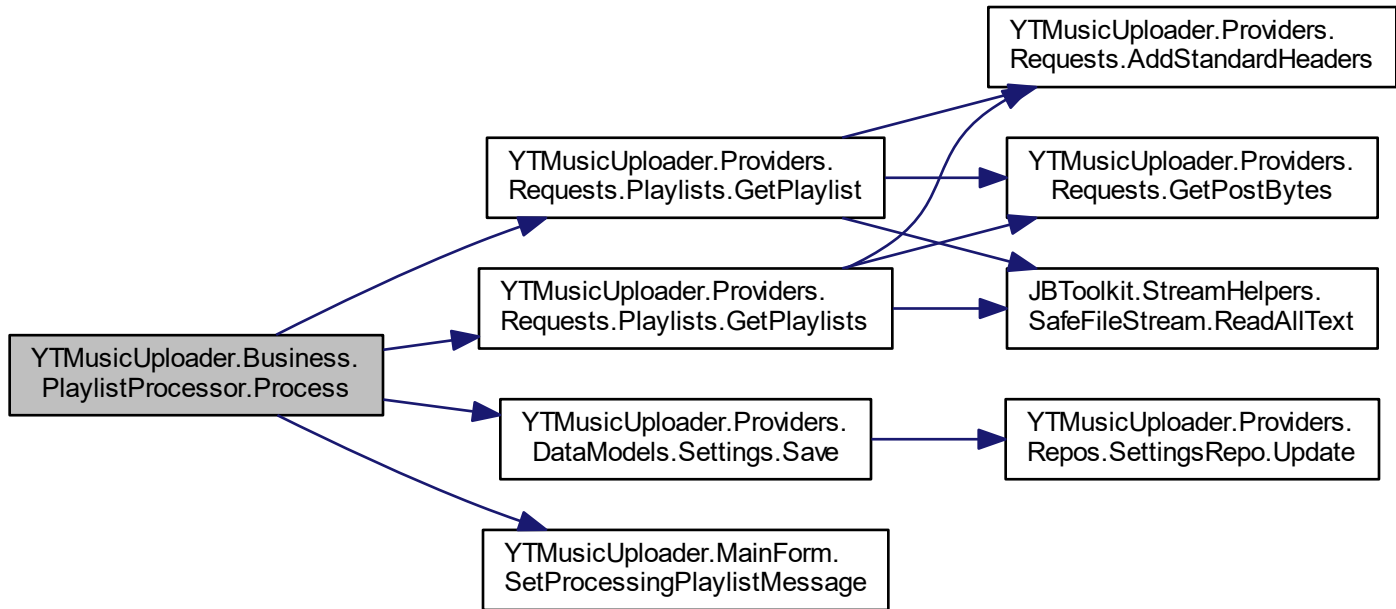 YTMusicUploader.Business.
PlaylistProcessor.Process
YTMusicUploader.Providers.
Requests.Playlists.GetPlaylist
YTMusicUploader.Providers.
Requests.Playlists.GetPlaylists
YTMusicUploader.Providers.
DataModels.Settings.Save
YTMusicUploader.MainForm.
SetProcessingPlaylistMessage
YTMusicUploader.Providers.
Requests.AddStandardHeaders
YTMusicUploader.Providers.
Requests.GetPostBytes
JBToolkit.StreamHelpers.
SafeFileStream.ReadAllText
YTMusicUploader.Providers.
Repos.SettingsRepo.Update